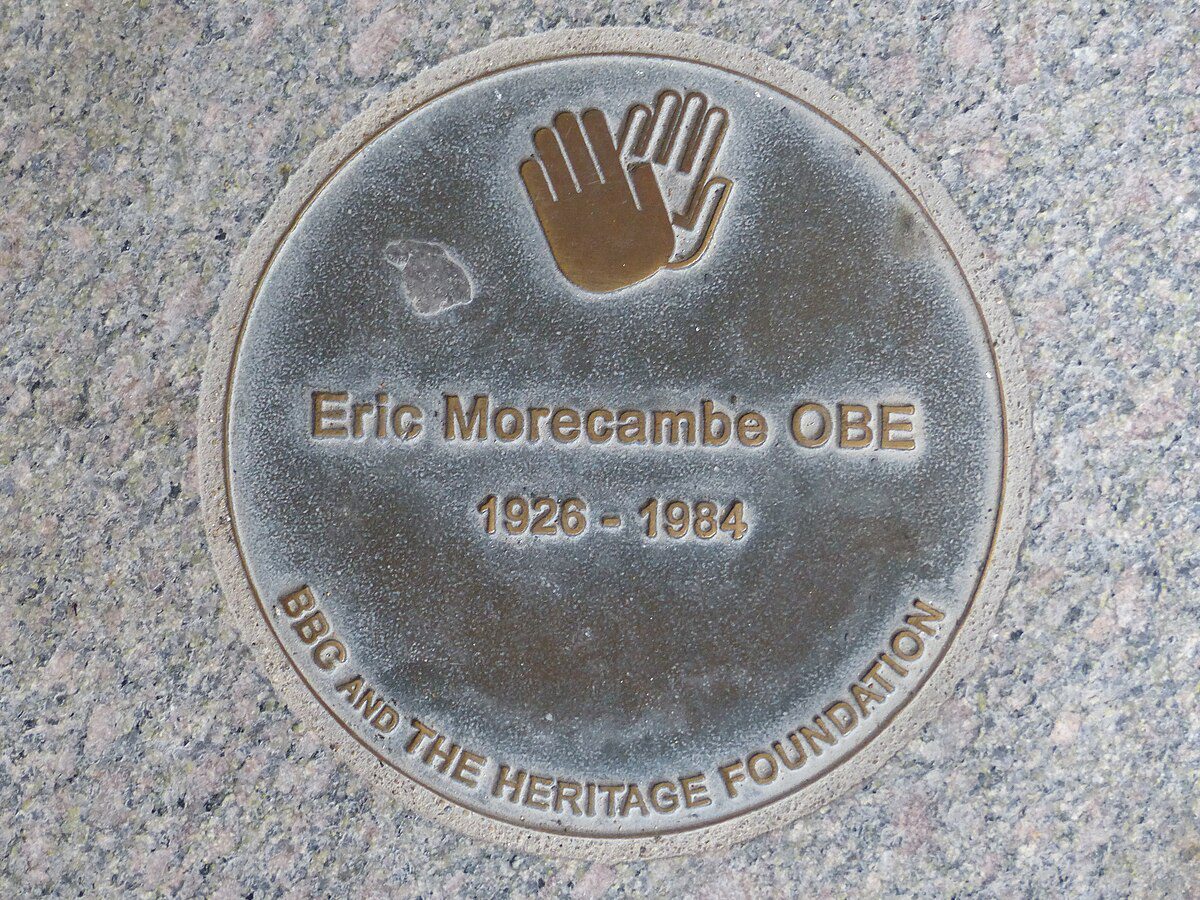 Eric Morecambe OBE
1926 - 1984
BBC AND THE HERITAGE FOUNDATION